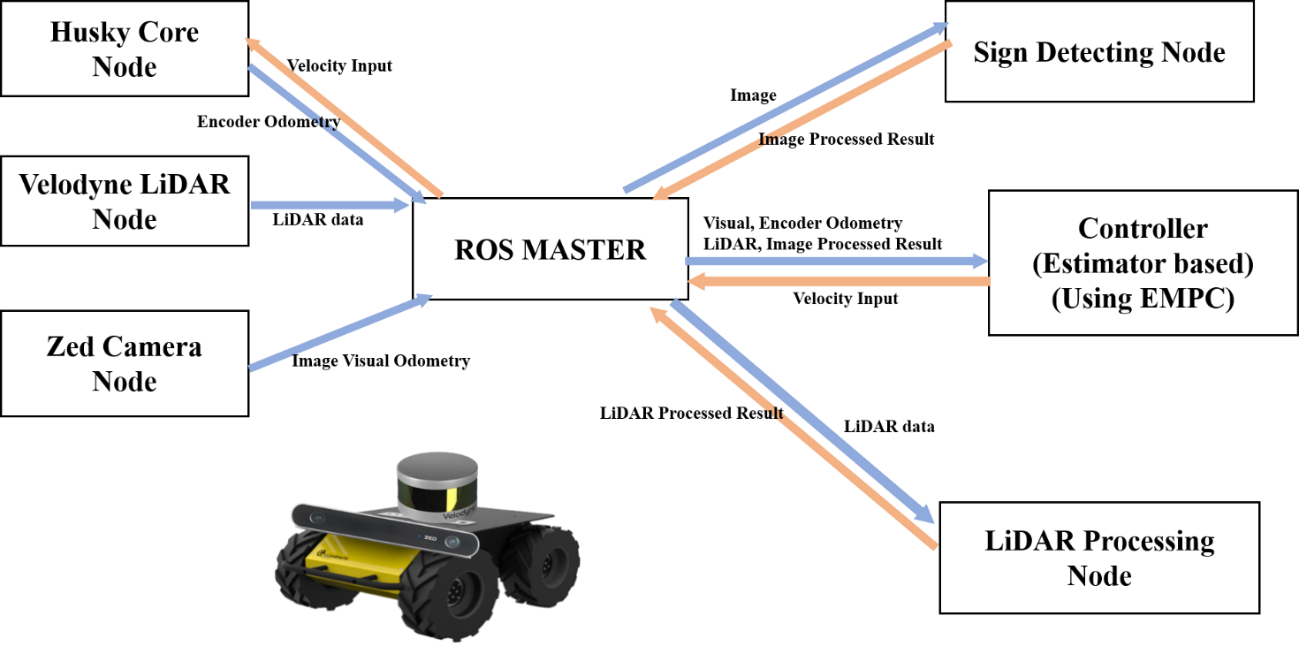 Husky Core
Node
Velocity Input
Encoder Odometry
Velodyne LiDAR
Node
LiDAR data
Zed Camera
Node
Image Visual Odometry
ROS MASTER
Image
Image Processed Result
Sign Detecting Node
Visual, Encoder Odometry
LiDAR, Image Processed Result
Velocity Input
Controller
(Estimator based)
(Using EMPC)
LiDAR Processed Result
LiDAR data
LiDAR Processing
Node
Velodyne
ZED